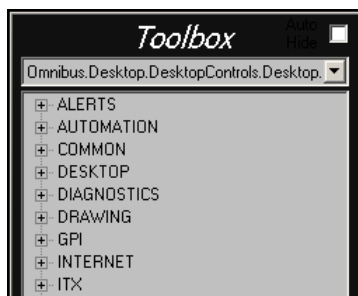 Toolbox
Auto
Hide
Omnibus.Desktop.DesktopControls.Desktop.
ALERTS
AUTOMATION
COMMON
DESKTOP
DIAGNOSTICS
DRAWING
GPI
INTERNET
ITX